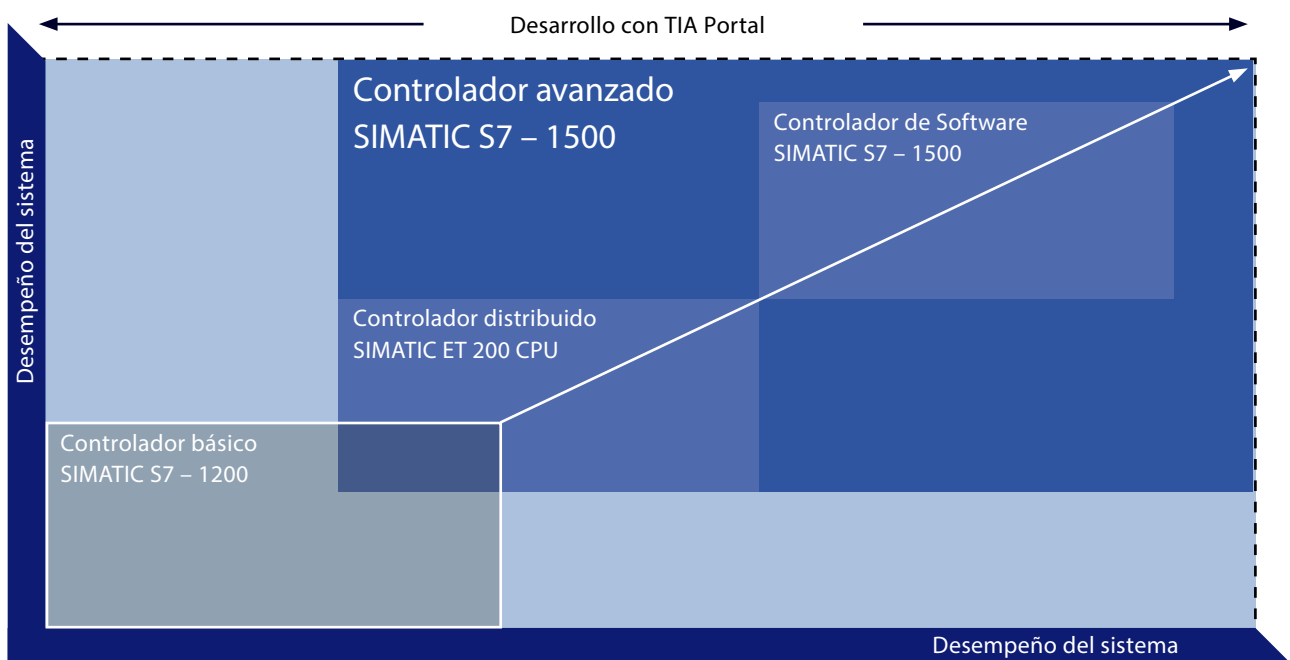 Desarrollo con TIA Portal
Controlador avanzado
SIMATIC S7 – 1500
Controlador de Software
SIMATIC S7 – 1500
Desempeño del sistema
Controlador distribuido
SIMATIC ET 200 CPU
Controlador básico
SIMATIC S7 – 1200
Desempeño del sistema